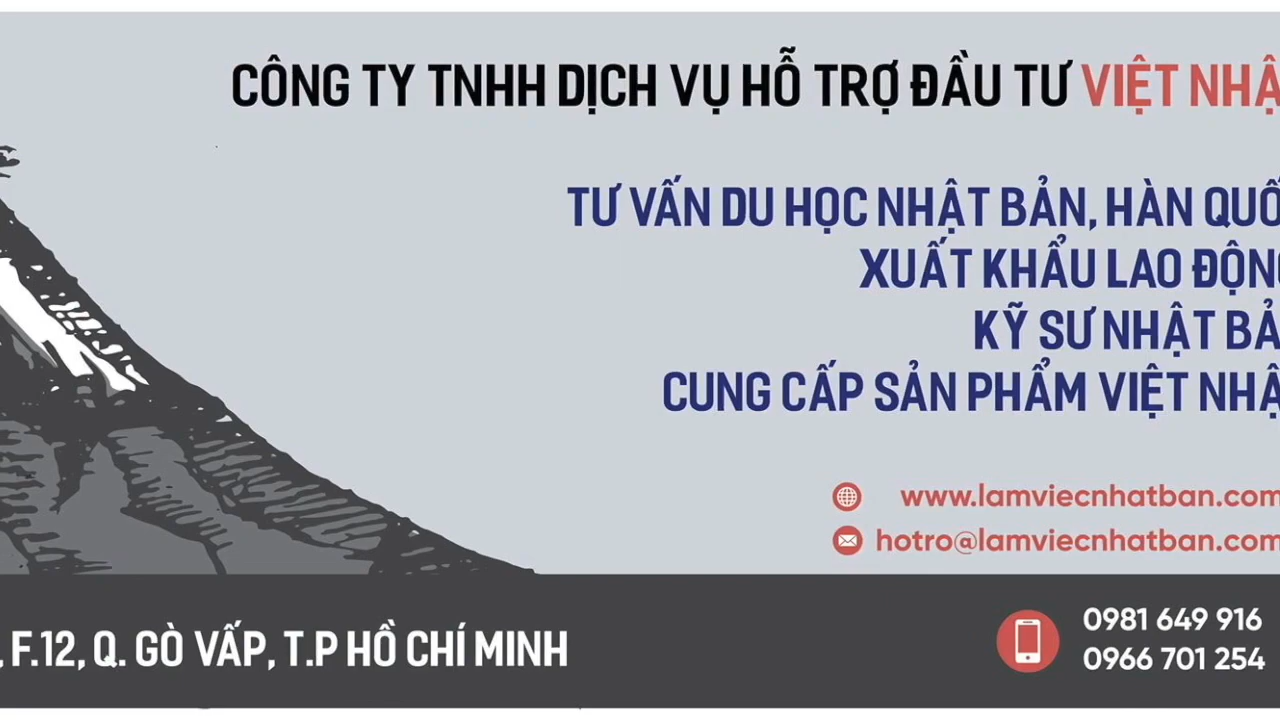 CÔNG TY TNHH DỊCH VỤ HỖ TRỢ ĐẦU TƯ VIỆT NHẬ
TƯ VẤN DU HỌC NHẬT BẢN, HÀN QUỐ
XUẤT KHẨU LAO ĐỘNG
KỸ SƯ NHẬT BẢ
CUNG CẤP SẢN PHẨM VIỆT NHẬ
www.lamviecnhatban.com
hotro@lamviecnhatban.com
, F.12, Q. GÒ VẤP, T.P HỒ CHÍ MINH
0981 649 916
0966 701 254